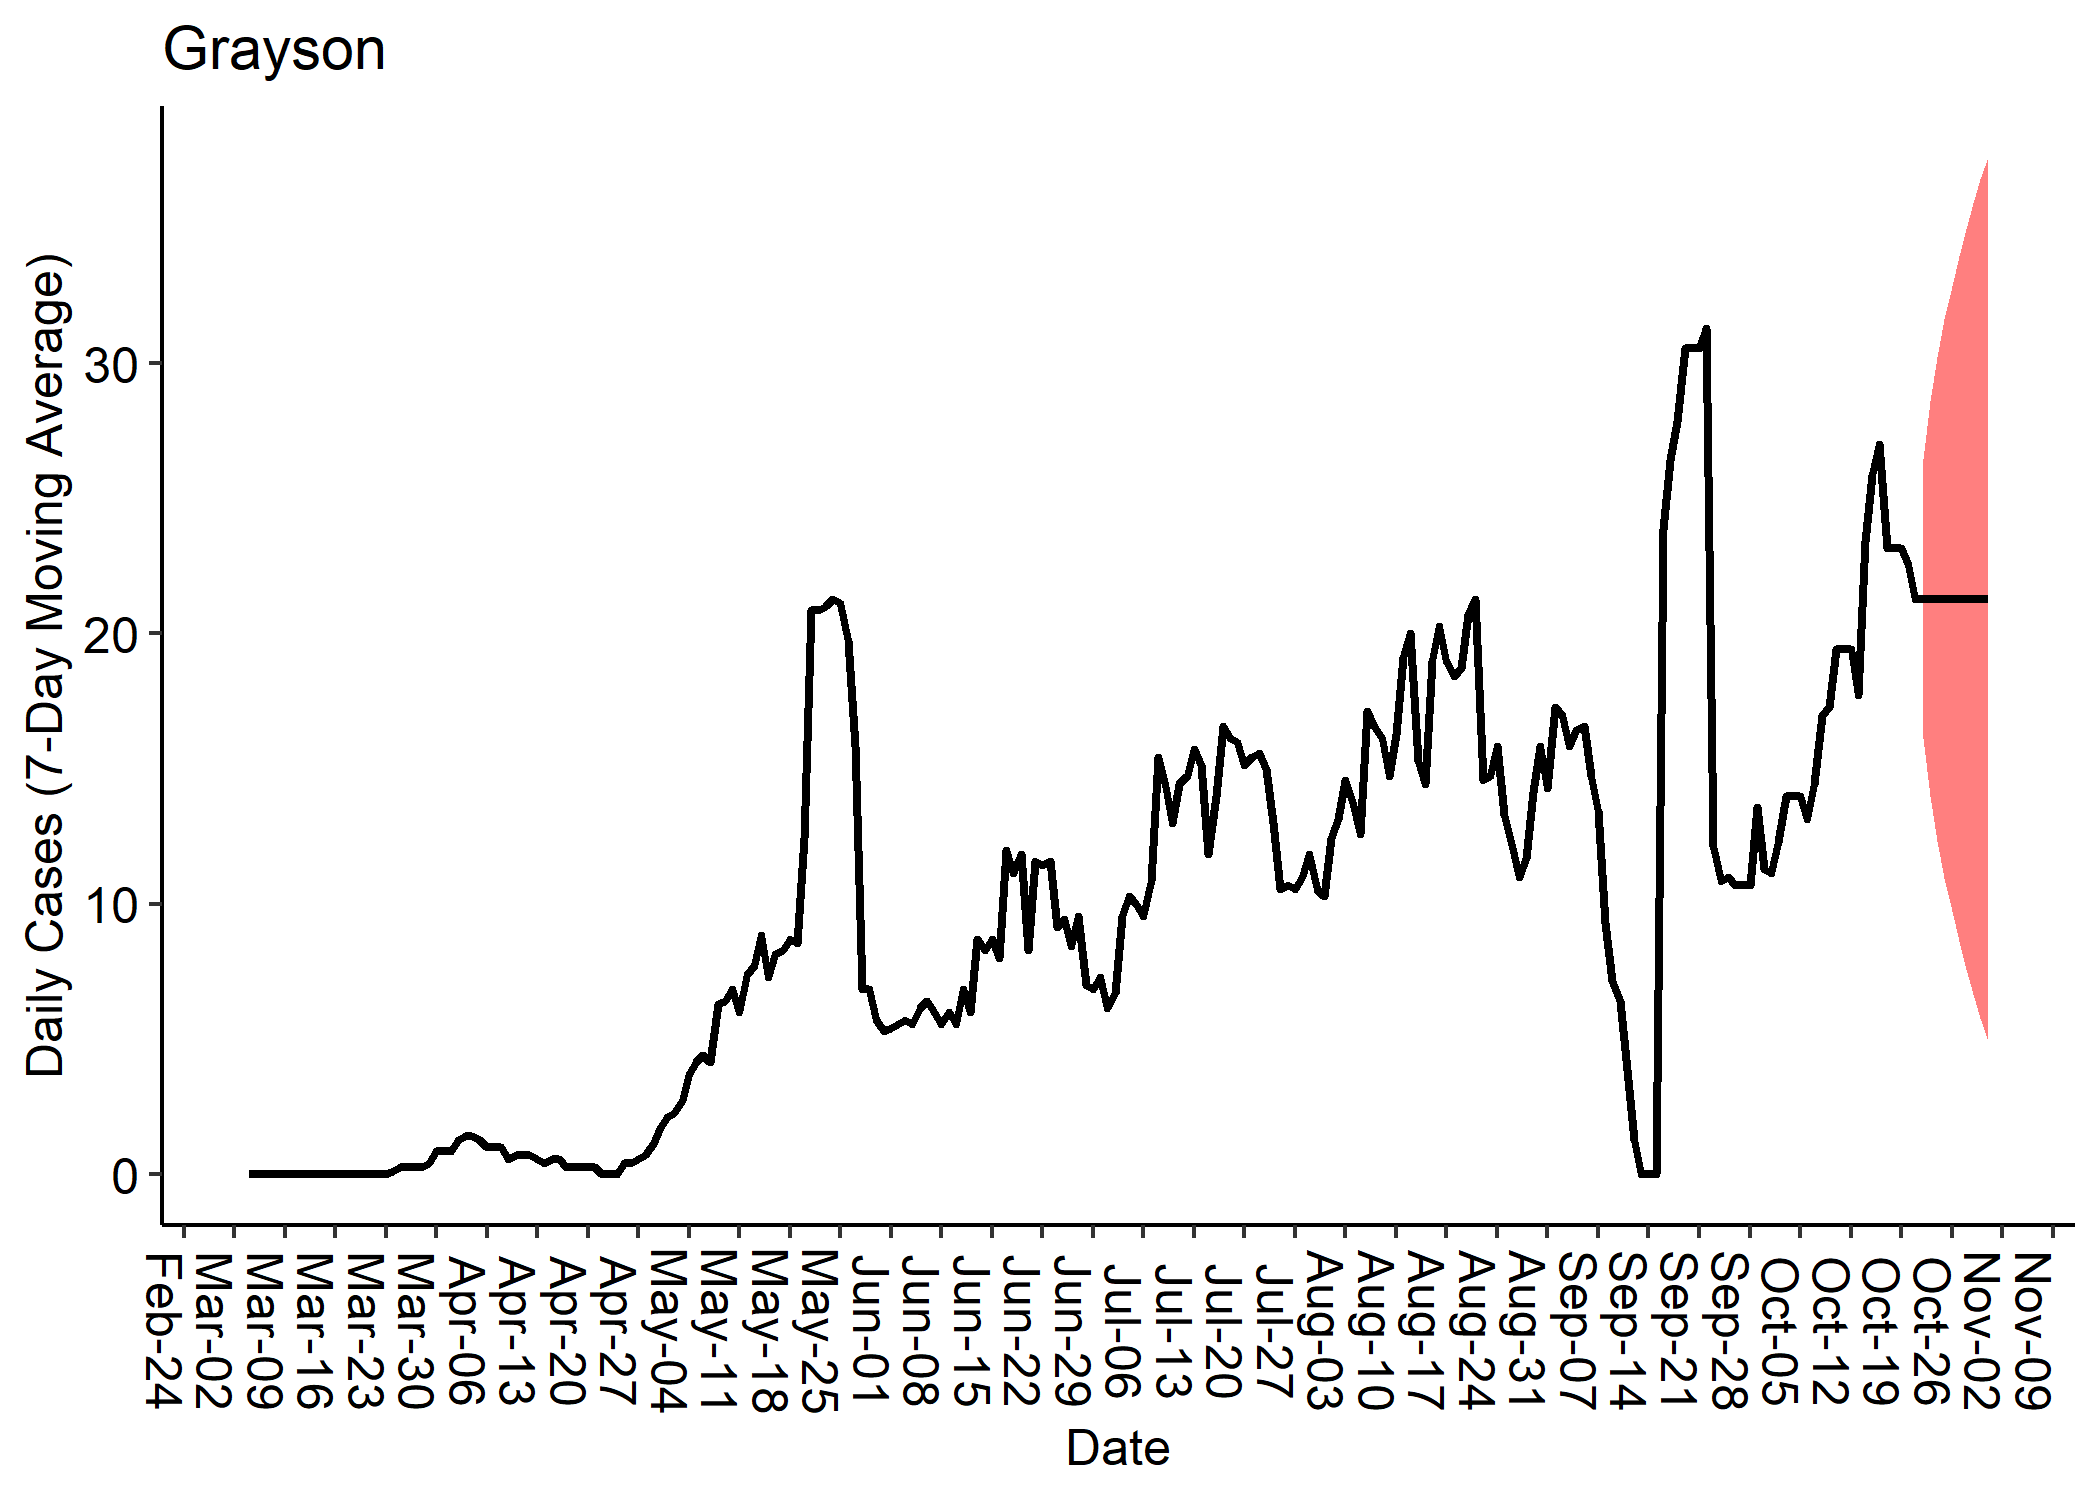 Grayson
Daily Cases (7-Day Moving Average)
30
20
10
0
Feb-24
Mar-02
Mar-09
Mar-16
Mar-23
Mar-30
Apr-06
Apr-13
Apr-20
Apr-27
May-04
May-11
May-18
May-25
Jun-01
Jun-08
Jun-15
Jun-22
Jun-29
Jul-06
Jul-13
Jul-20
Jul-27
Aug-03
Aug-10
Aug-17
Aug-24
Aug-31
Sep-07
Sep-14
Sep-21
Sep-28
Oct-05
Oct-12
Oct-19
Oct-26
Nov-02
Nov-09
Date